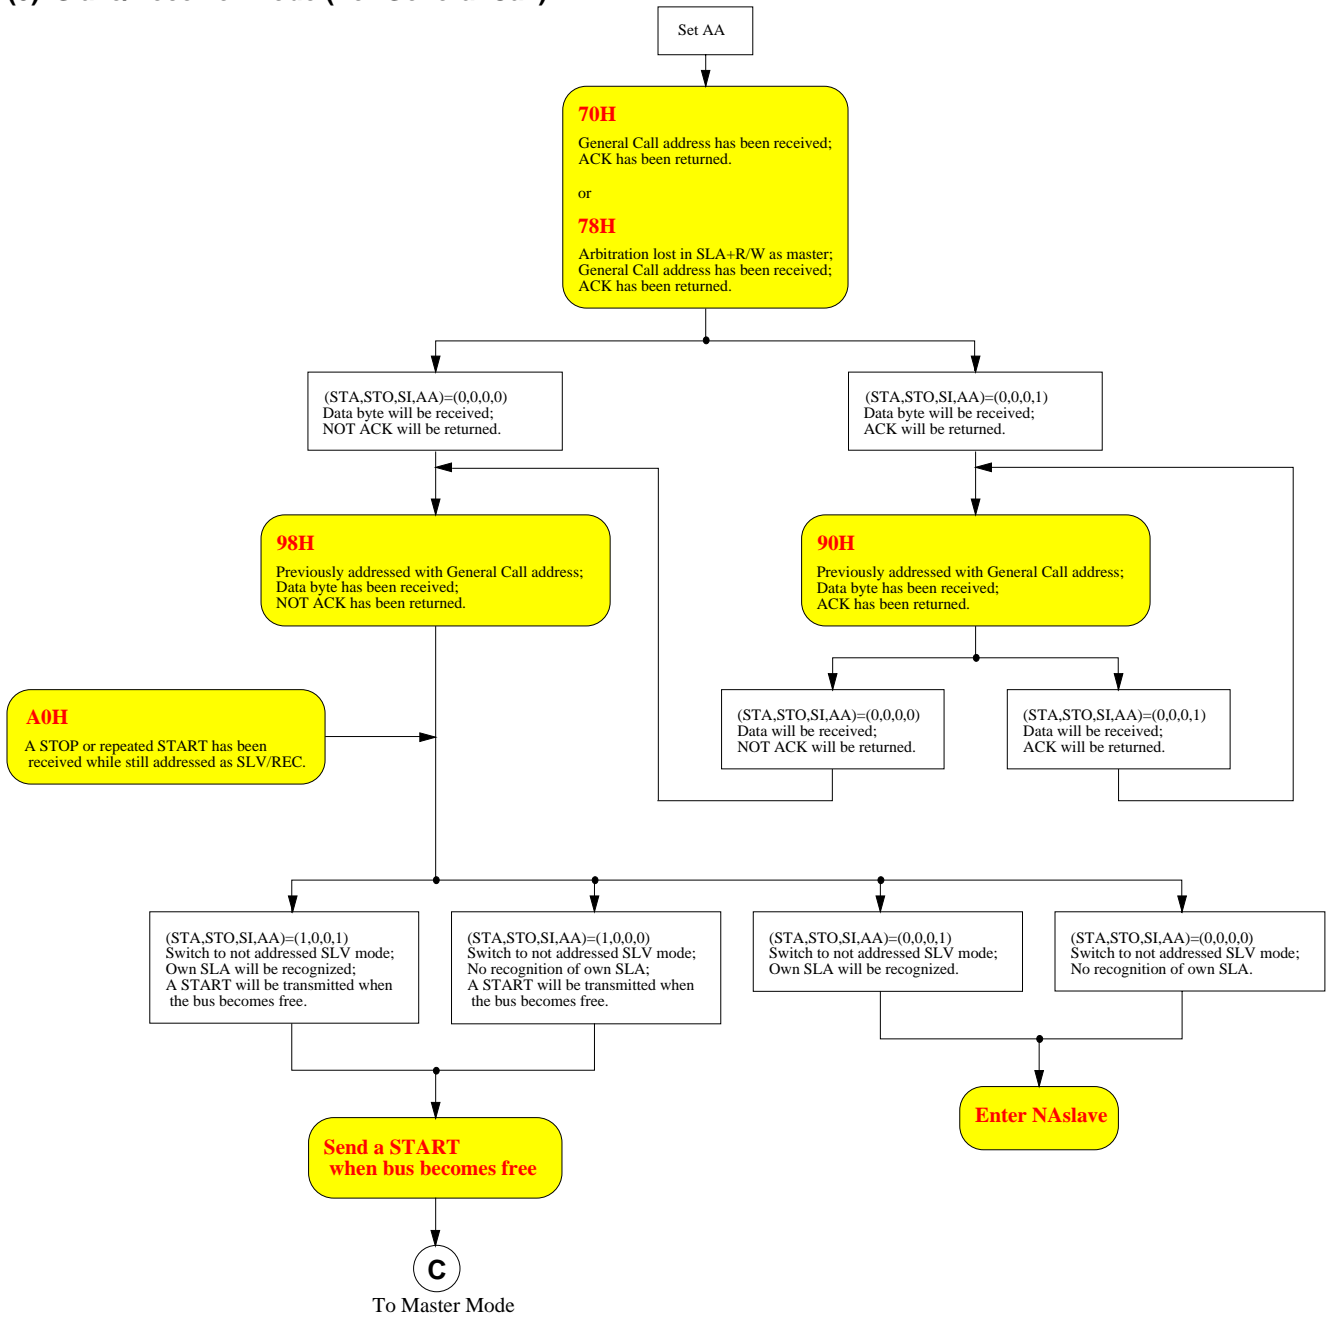 Set AA
70H
General Call address has been received;
ACK has been returned.
or
78H
Arbitration lost in SLA+R/W as master;
General Call address has been received;
ACK has been returned.
(STA,STO,SI,AA)=(0,0,0,0)
Data byte will be received;
NOT ACK will be returned.
(STA,STO,SI,AA)=(0,0,0,1)
Data byte will be received;
ACK will be returned.
98H
Previously addressed with General Call address;
Data byte has been received;
NOT ACK has been returned.
90H
Previously addressed with General Call address;
Data byte has been received;
ACK has been returned.
(STA,STO,SI,AA)=(0,0,0,0)
Data will be received;
NOT ACK will be returned.
(STA,STO,SI,AA)=(0,0,0,1)
Data will be received;
ACK will be returned.
A0H
A STOP or repeated START has been
received while still addressed as SLV/REC.
(STA,STO,SI,AA)=(1,0,0,1)
Switch to not addressed SLV mode;
Own SLA will be recognized;
A START will be transmitted when
the bus becomes free.
(STA,STO,SI,AA)=(1,0,0,0)
Switch to not addressed SLV mode;
No recognition of own SLA;
A START will be transmitted when
the bus becomes free.
(STA,STO,SI,AA)=(0,0,0,1)
Switch to not addressed SLV mode;
Own SLA will be recognized.
(STA,STO,SI,AA)=(0,0,0,0)
Switch to not addressed SLV mode;
No recognition of own SLA.
Send a START
when bus becomes free
Enter NAslave
C
To Master Mode